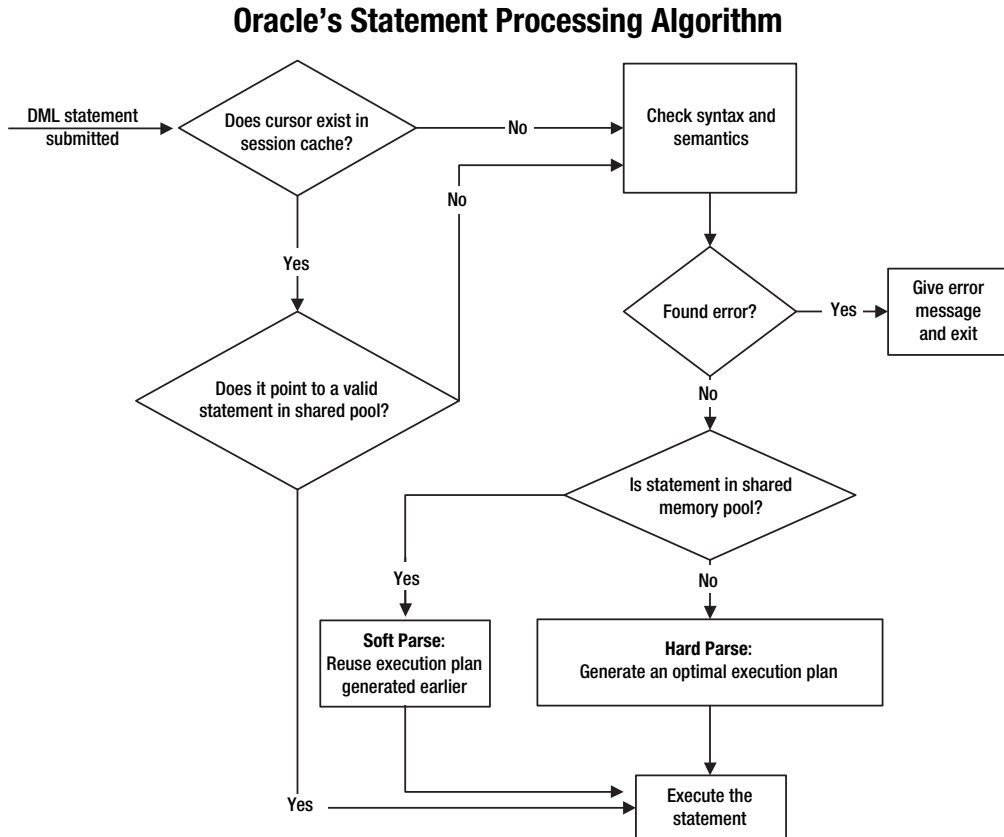 Oracle’s Statement Processing Algorithm
DML statement
submitted
Does cursor exist in
session cache?
No
Check syntax and
semantics
No
Yes
Found error?
Yes
Give error
message
and exit
Does it point to a valid
statement in shared pool?
No
Is statement in shared
memory pool?
Yes
No
Soft Parse:
Reuse execution plan
generated earlier
Hard Parse:
Generate an optimal execution plan
Yes
Execute the
statement